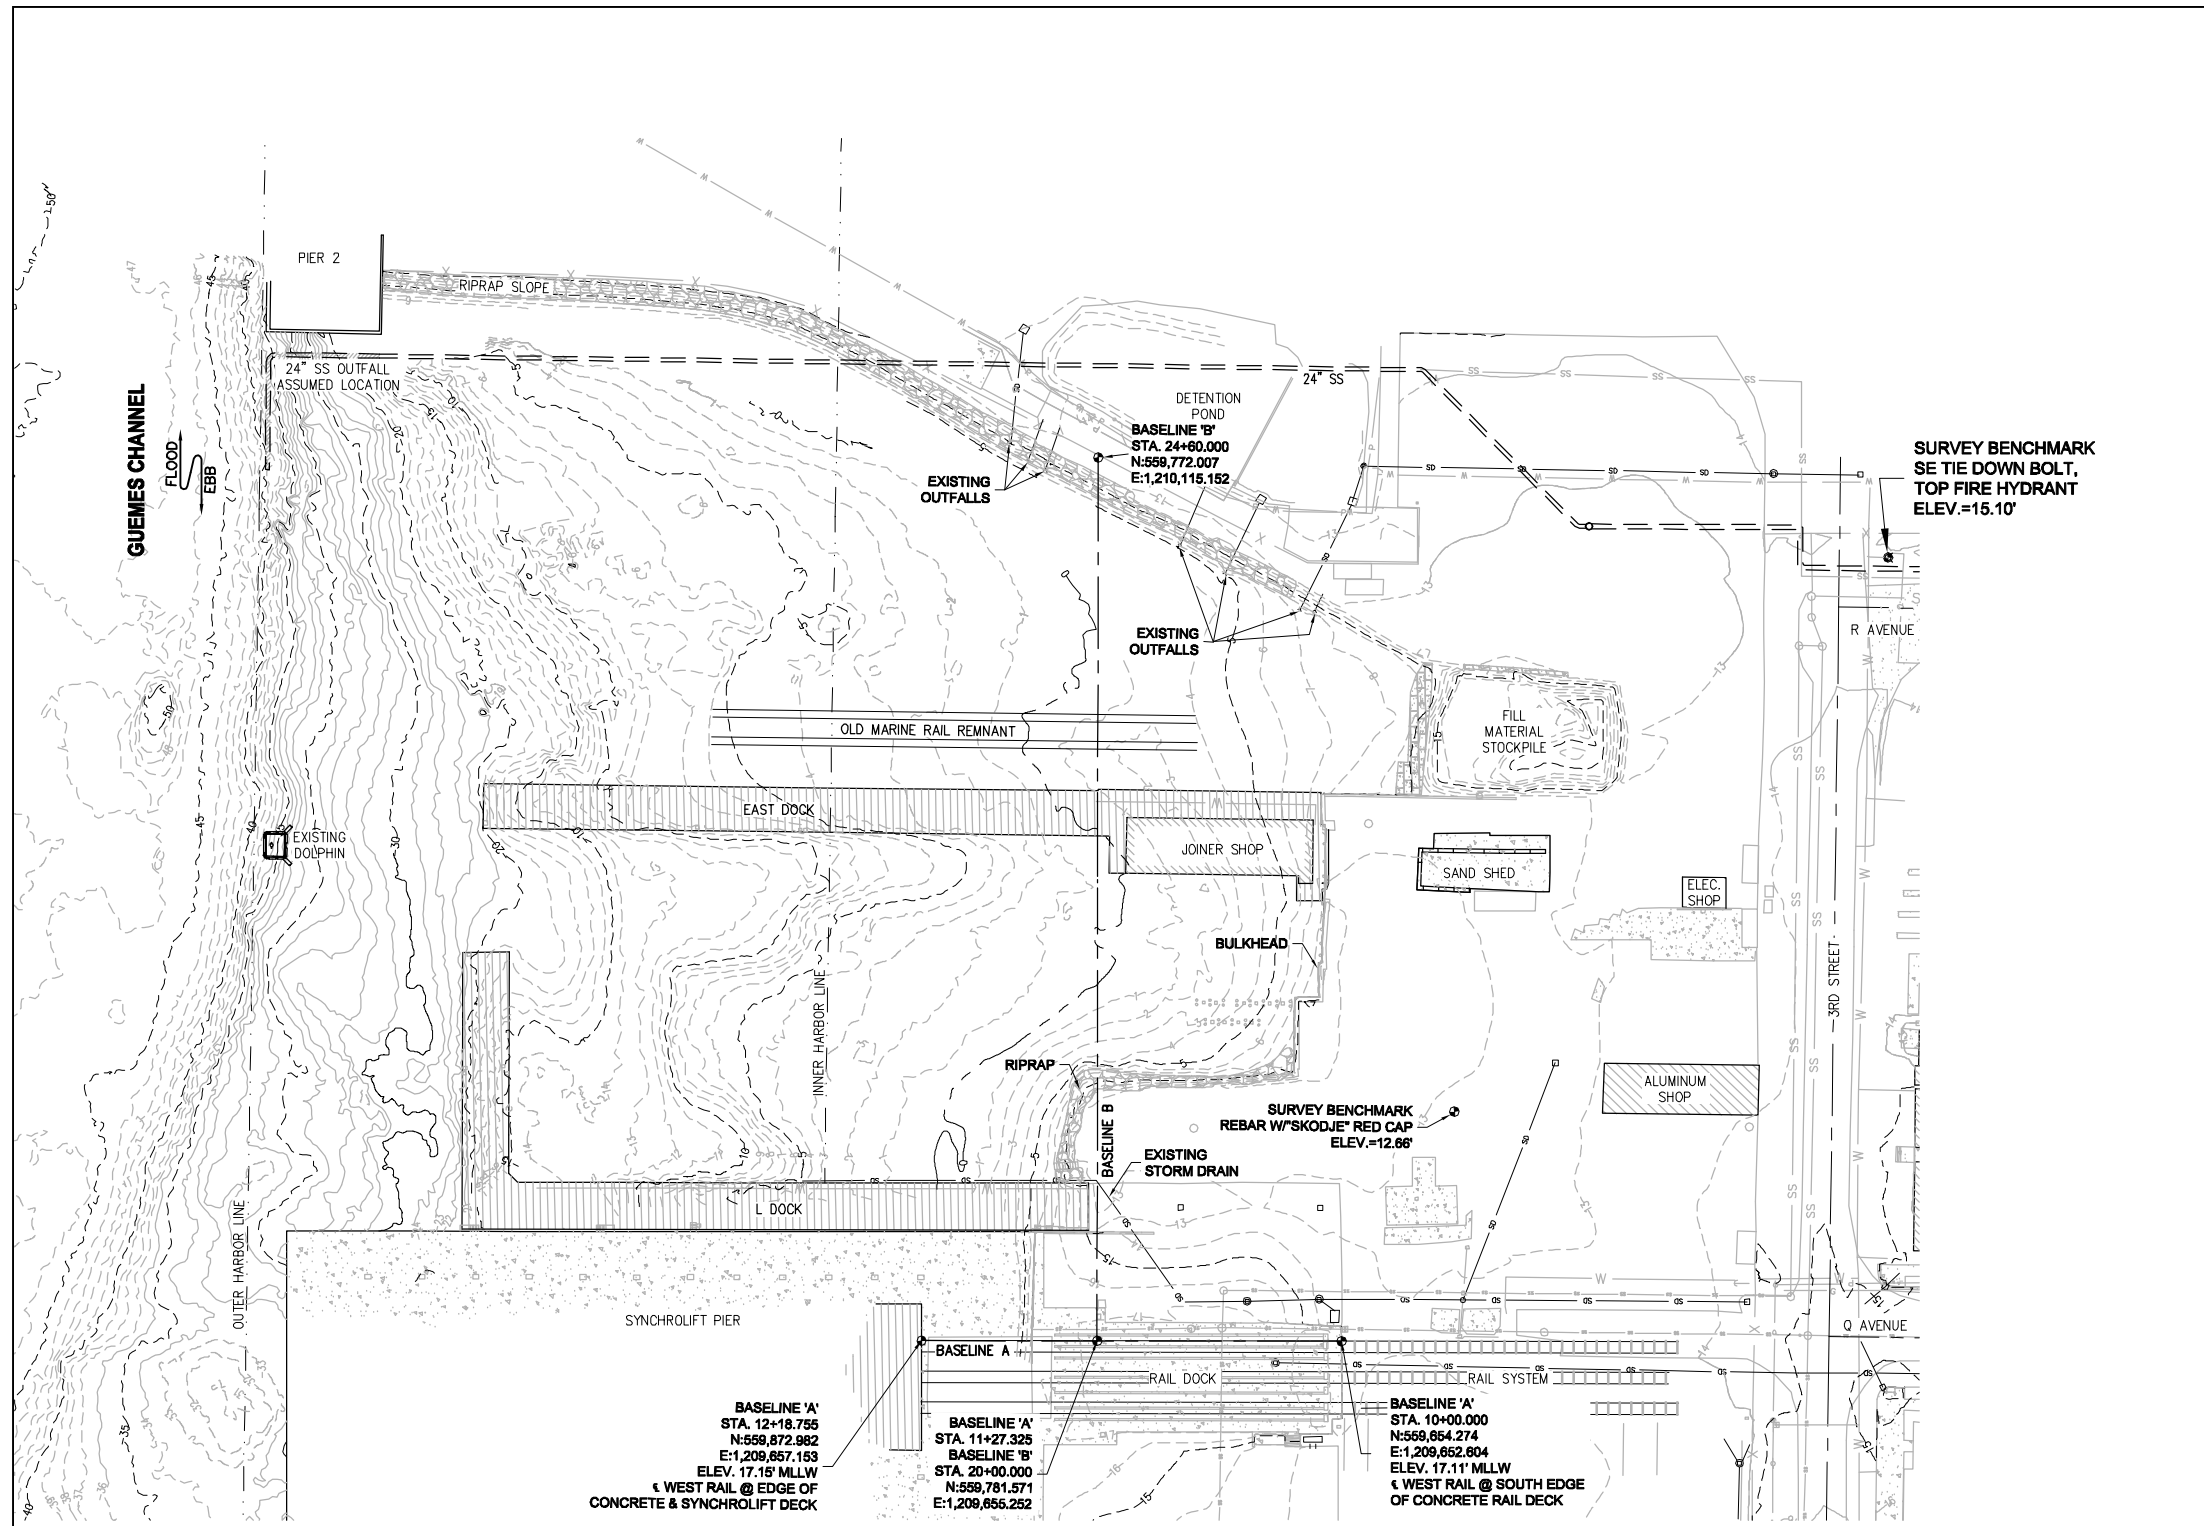 PIER 2
RIPRAP SLOPE
24" SS OUTFALL
ASSUMED LOCATION
24" SS
GUEMES CHANNEL
FLOOD
EBB
DETENTION
POND
BASELINE 'B'
STA. 24+60.000
N:559,772.007
E:1,210,115.152
EXISTING
OUTFALLS
SURVEY BENCHMARK
SE TIE DOWN BOLT,
TOP FIRE HYDRANT
ELEV.=15.10'
EXISTING
OUTFALLS
R AVENUE
OLD MARINE RAIL REMNANT
FILL
MATERIAL
STOCKPILE
EAST DOCK
EXISTING
DOLPHIN
JOINER SHOP
SAND SHED
ELEC.
SHOP
BULKHEAD
INNER HARBOR LINE
3RD STREET
RIPRAP
BASELINE B
ALUMINUM
SHOP
SURVEY BENCHMARK
REBAR W/"SKODJE" RED CAP
ELEV.=12.66'
EXISTING
STORM DRAIN
L DOCK
OUTER HARBOR LINE
SYNCHROLIFT PIER
Q AVENUE
BASELINE A
RAIL DOCK
RAIL SYSTEM
BASELINE 'A'
STA. 12+18.755
N:559,872.982
E:1,209,657.153
ELEV. 17.15' MLLW
℄ WEST RAIL @ EDGE OF
CONCRETE & SYNCHROLIFT DECK
BASELINE 'A'
STA. 11+27.325
BASELINE 'B'
STA. 20+00.000
N:559,781.571
E:1,209,655.252
BASELINE 'A'
STA. 10+00.000
N:559,654.274
E:1,209,652.604
ELEV. 17.11' MLLW
℄ WEST RAIL @ SOUTH EDGE
OF CONCRETE RAIL DECK